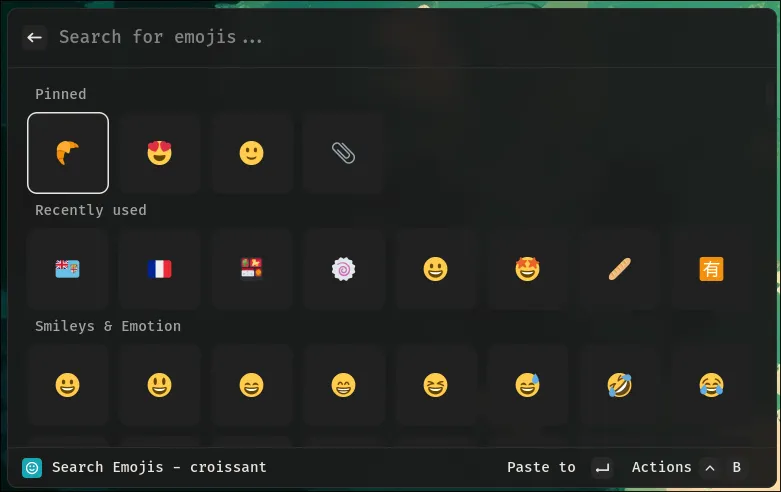 Search for emojis...
Pinned
Recently used
有
Smileys & Emotion
Search Emojis - croissant
Paste to
Actions
B